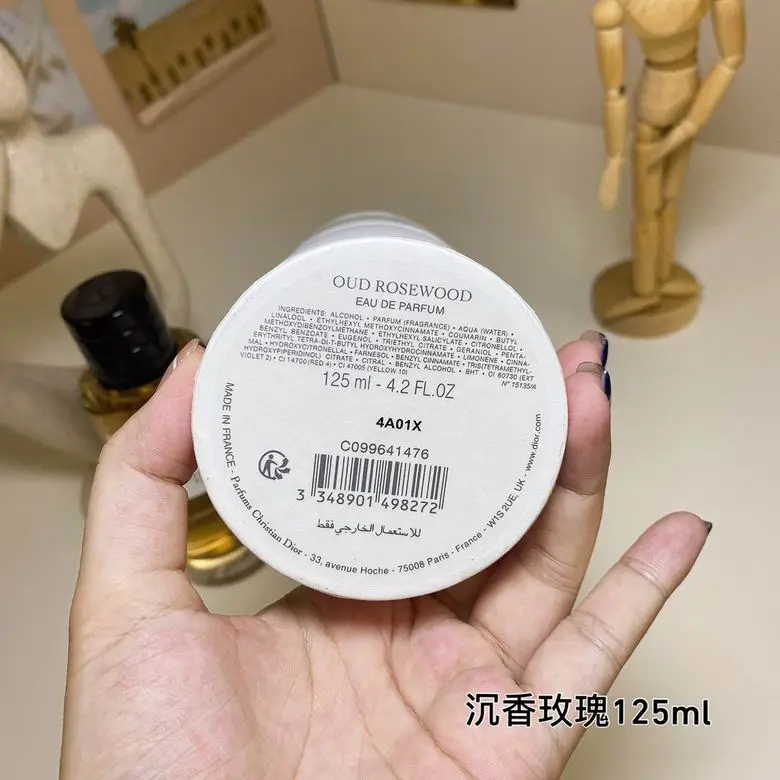 OUD ROSEWOOD
EAU DE PARFUM
INGREDIENTS: ALCOHOL • PARFUM (FRAGRANCE) • AQUA (WATER) •
LINALOOL • ETHYLHEXYL METHOXYCINNAMATE • COUMARIN • BUTYL
METHOXYDIBENZOYLMETHANE • ETHYLHEXYL SALICYLATE • CITRONELLOL •
BENZYL BENZOATE • EUGENOL • TRIETHYL CITRATE • GERANIOL • PENTA-
ERYTHRITYL TETRA-DI-T-BUTYL HYDROXYHYDROCINNAMATE • LIMONENE • CINNA-
MAL • HYDROXYCITRONELLAL • FARNESOL • BENZYL CINNAMATE • TRIS(TETRAMETHYL-
HYDROXYPIPERIDINOL) CITRATE • CITRAL • BENZYL ALCOHOL • BHT • CI 60730 (EXT
VIOLET 2) • CI 14700 (RED 4) • CI 47005 (YELLOW 10)
N° 15135/A
125 ml - 4.2 FL.OZ
4A01X
C099641476
3 348901 498272
للاستعمال الخارجي فقط
MADE IN FRANCE - Parfums Christian Dior - 33, avenue Hoche - 75008 Paris - France - W1S 2UE, UK - www.dior.com
沉香玫瑰125ml